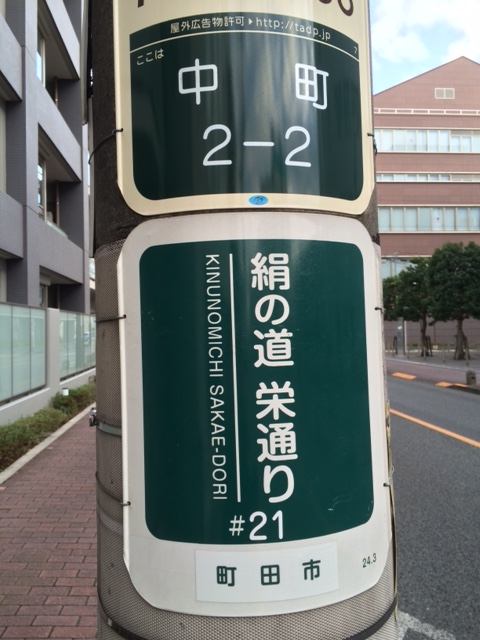 屋外広告物許可▶http://tadp.jp
ここは
中町
2-2
絹の道 栄通り
KINUNOMICHI SAKAE-DORI
#21
町田市
24.3